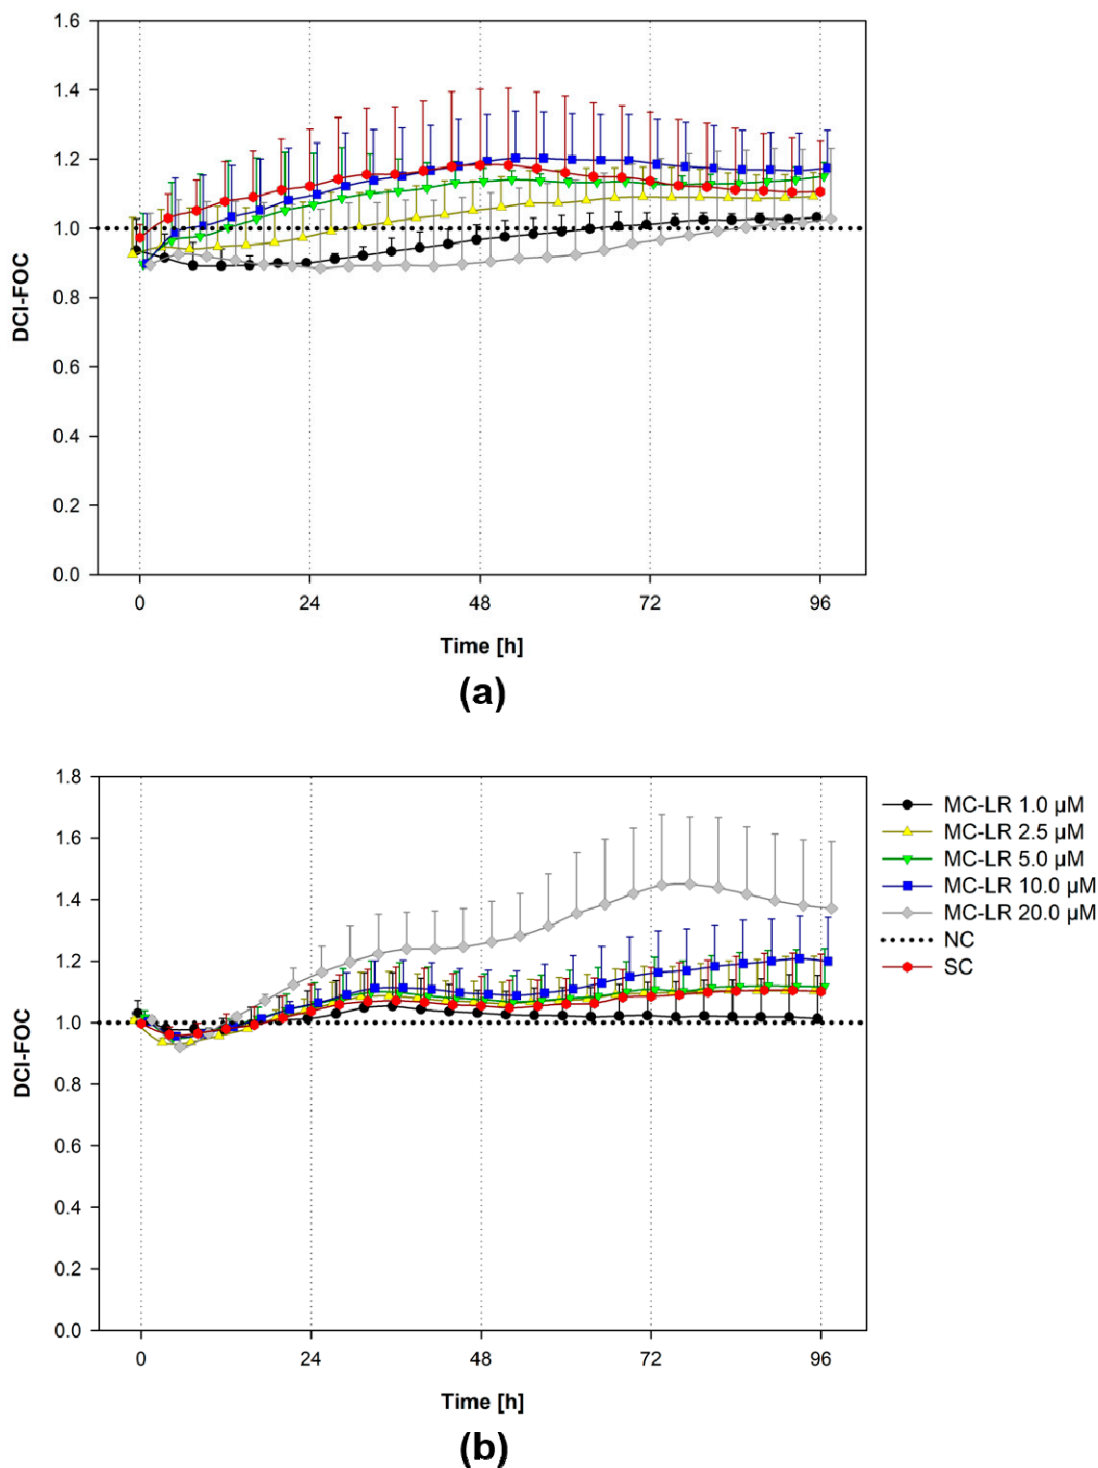 1.6
1.4
1.2
1.0
0.8
0.6
0.4
0.2
0.0
DCI-FOC
0 24 48 72 96
Time [h]
(a)
1.8
1.6
1.4
1.2
1.0
0.8
0.6
0.4
0.2
0.0
DCI-FOC
0 24 48 72 96
Time [h]
(b)
MC-LR 1.0 µM
MC-LR 2.5 µM
MC-LR 5.0 µM
MC-LR 10.0 µM
MC-LR 20.0 µM
NC
SC